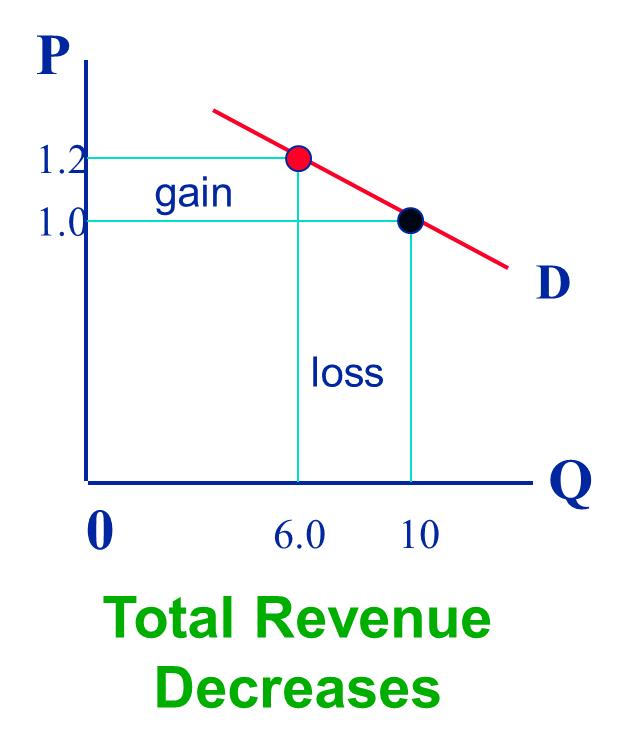 P
1.2
gain
1.0
D
loss
Q
0
6.0
10
Total Revenue
Decreases